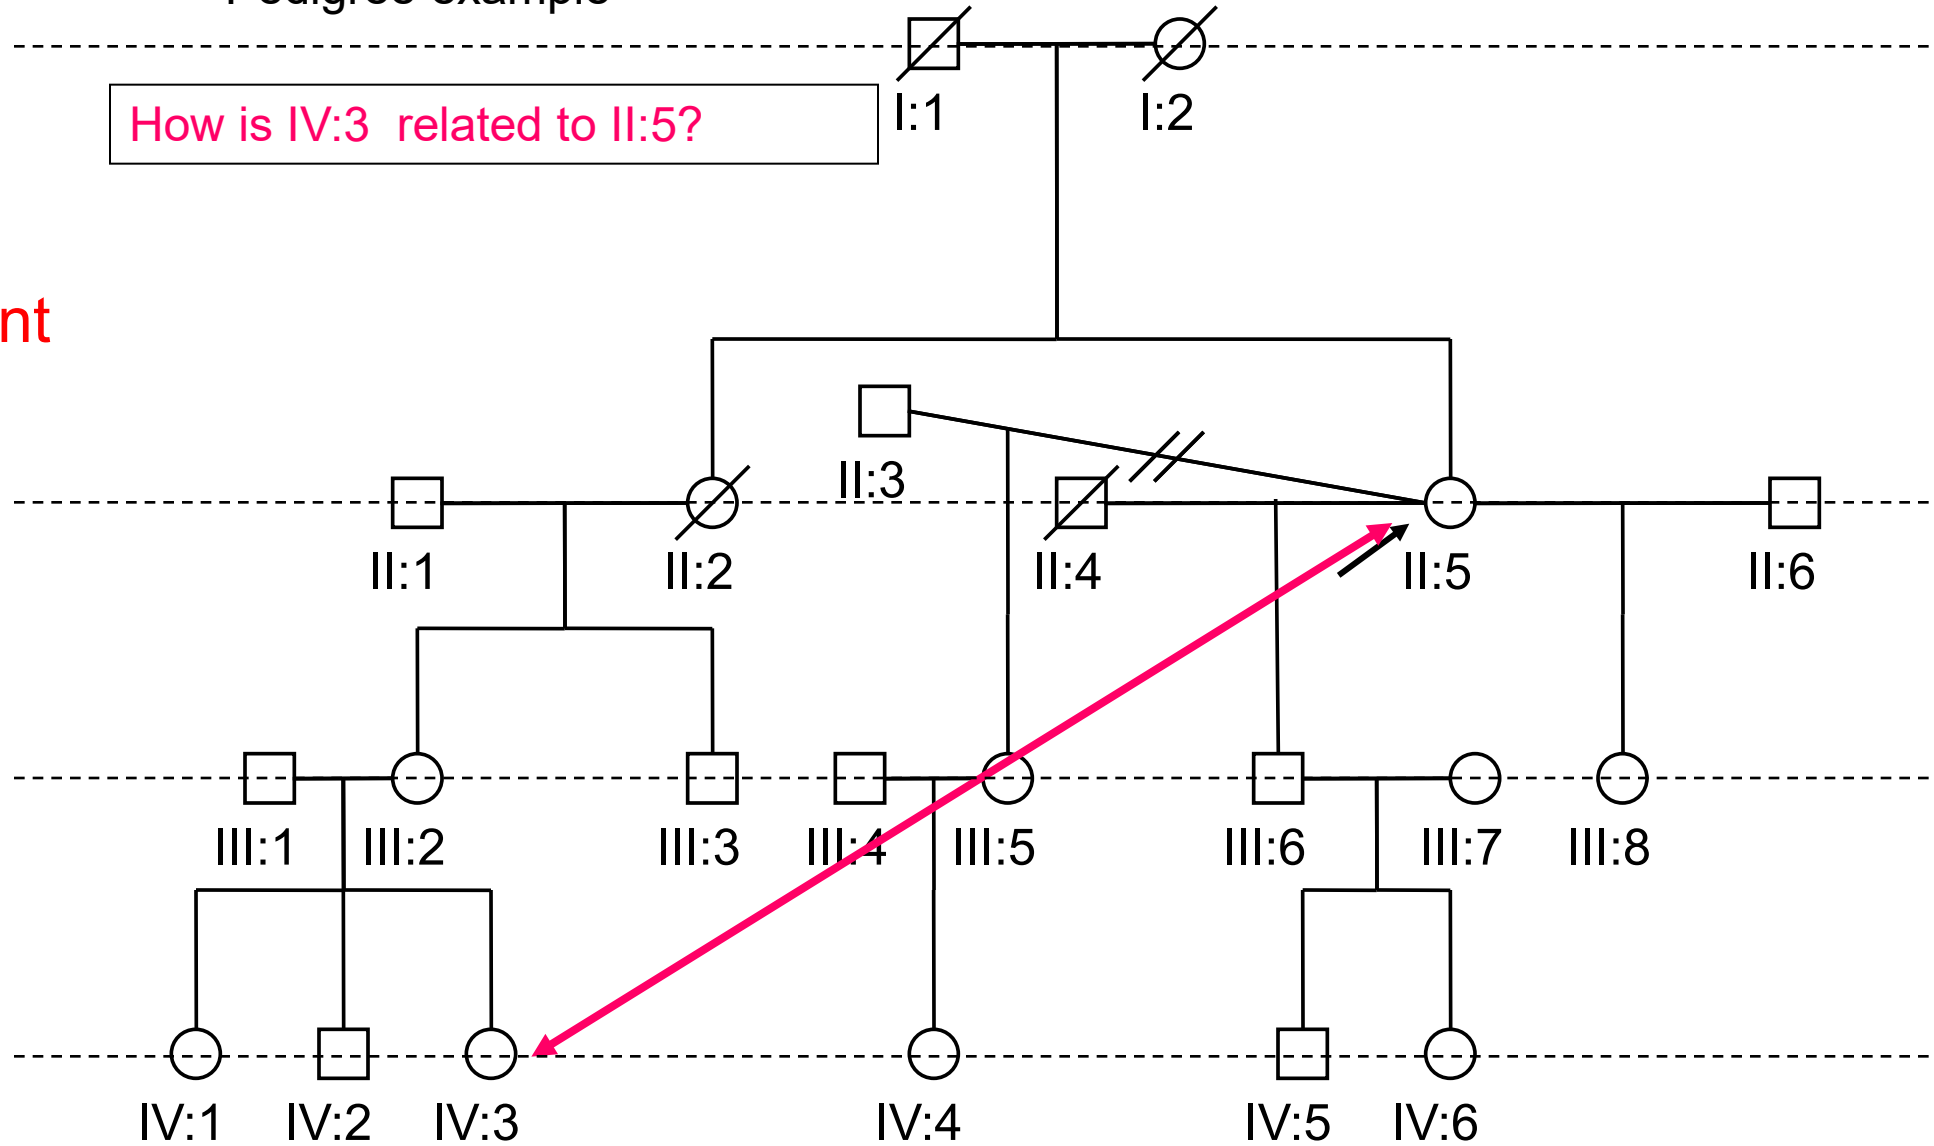 Pedigree example
I:1 I:2
How is IV:3 related to II:5?
nt
II:3
II:1 II:2 II:4 II:5 II:6
III:1 III:2 III:3 III:4 III:5 III:6 III:7 III:8
IV:1 IV:2 IV:3 IV:4 IV:5 IV:6